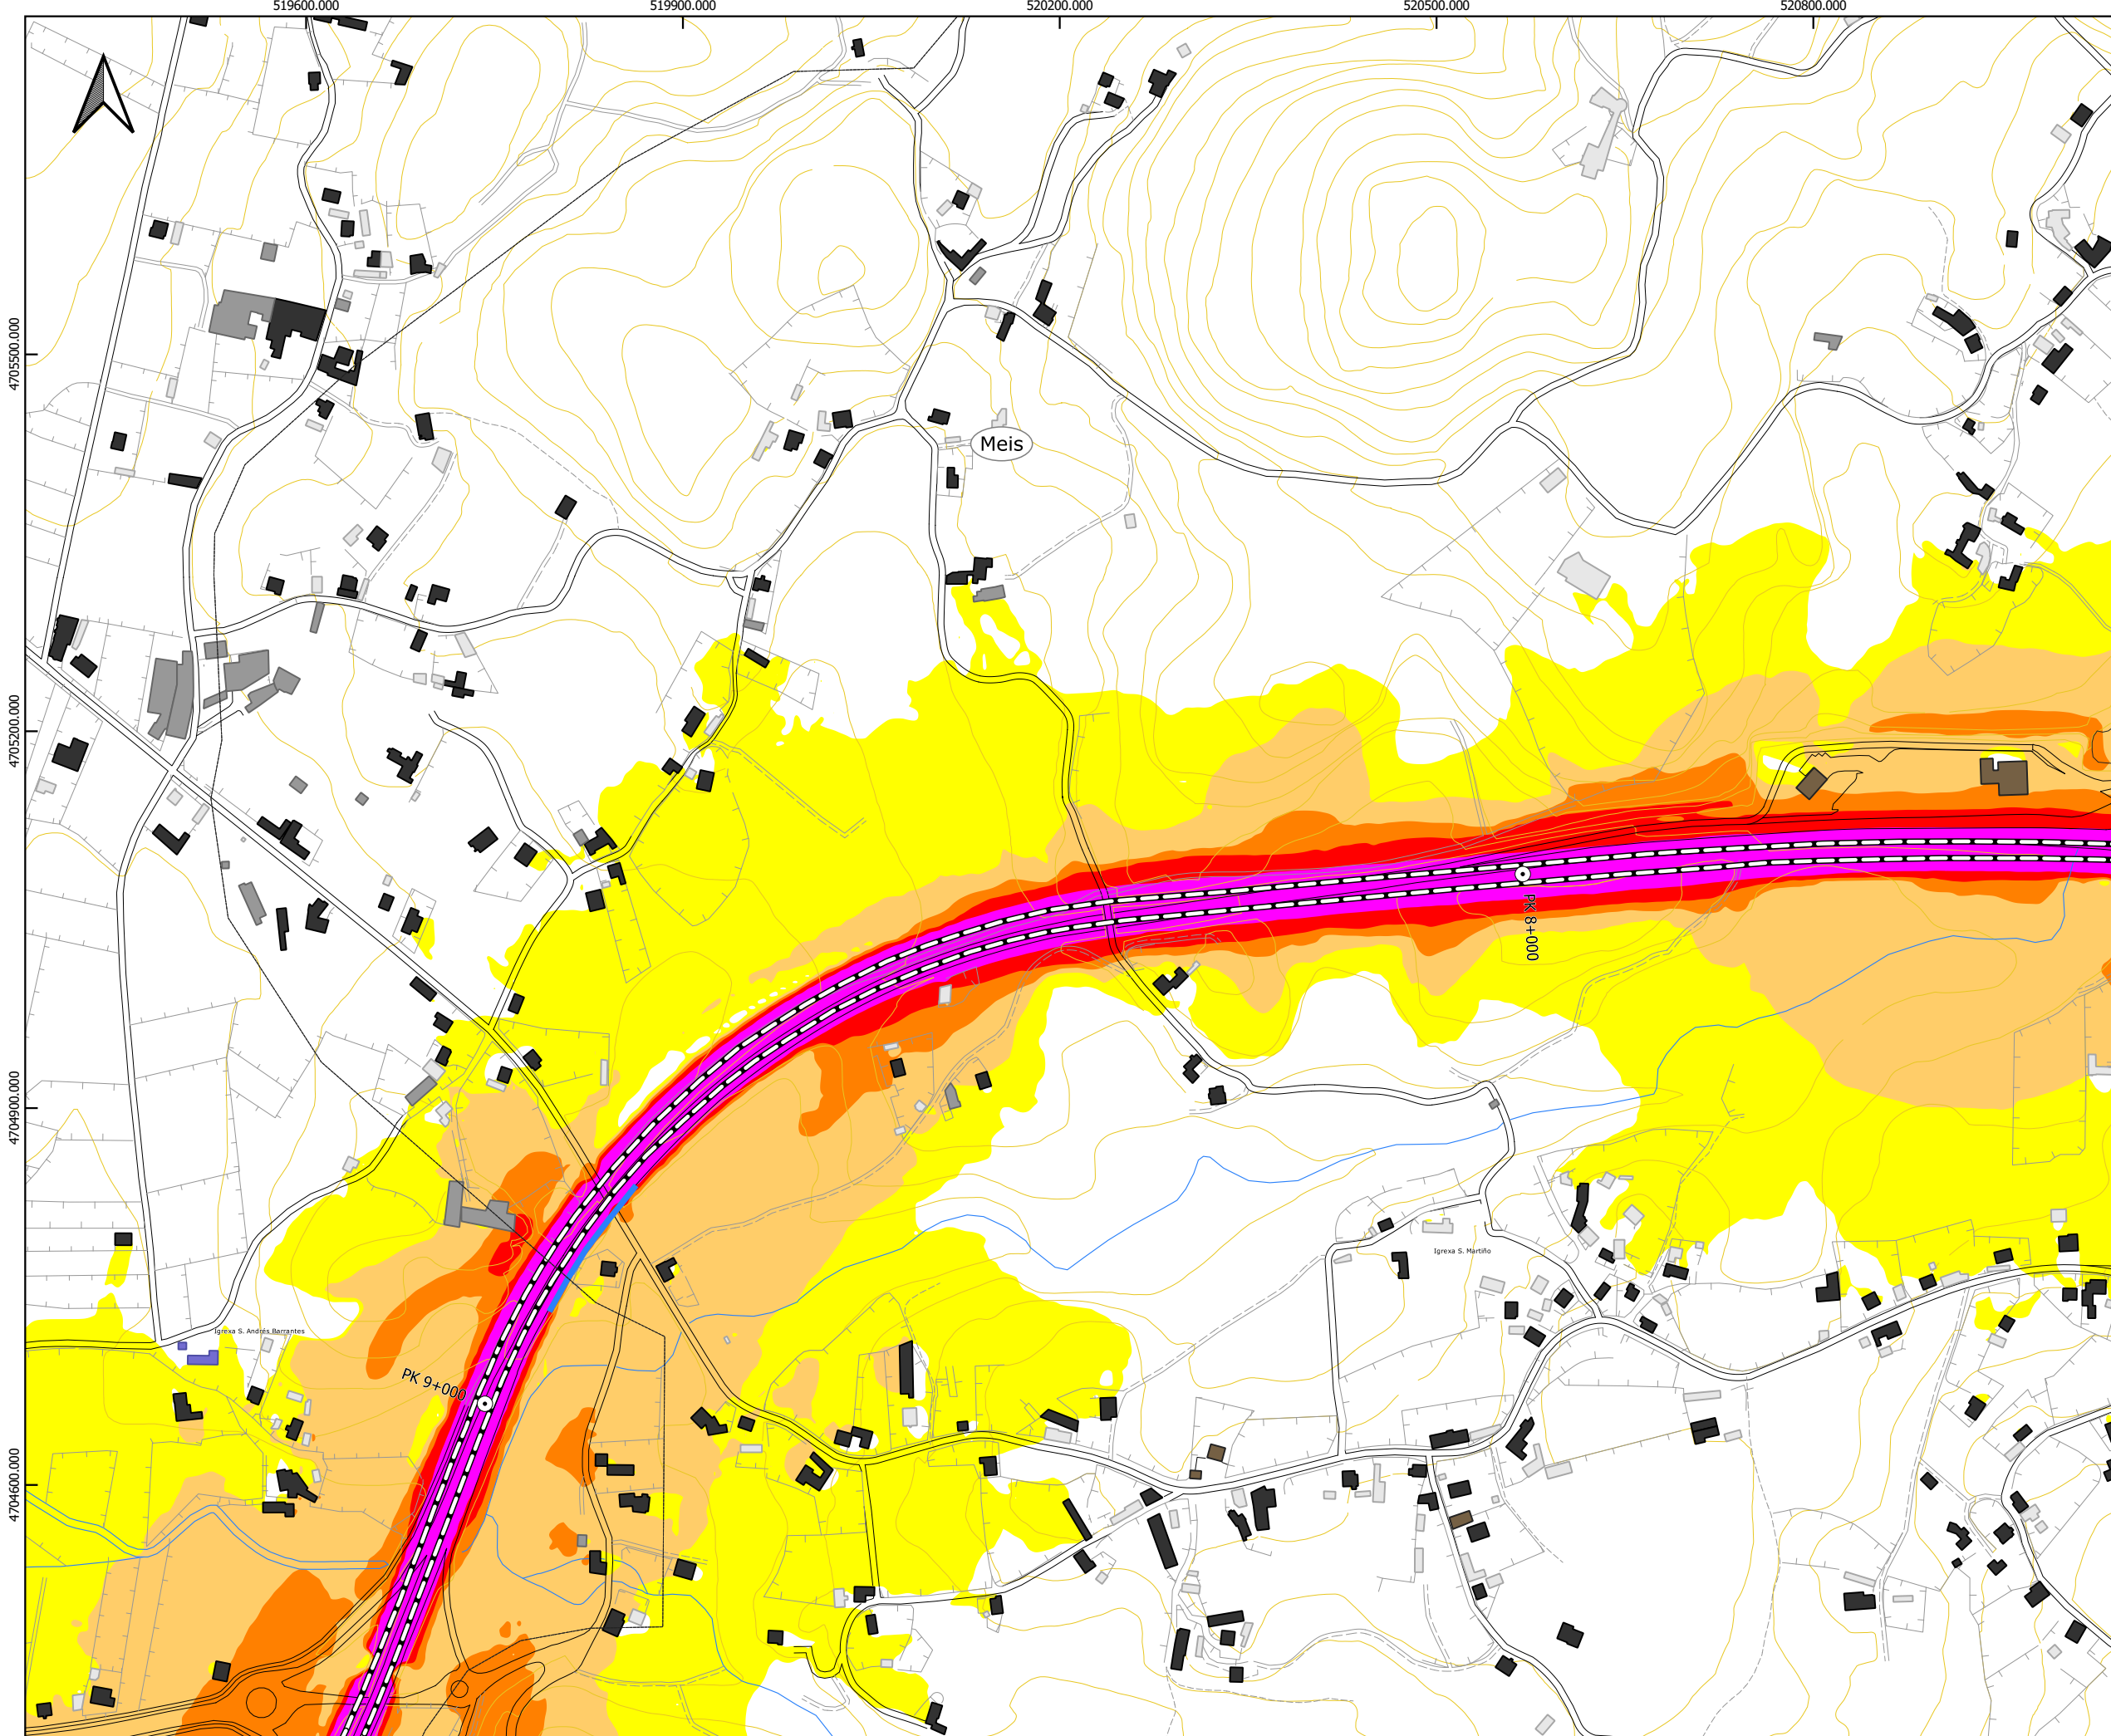 519600.000
519900.000
520200.000
520500.000
520800.000
4705500.000
Meis
4705200.000
PK 8+000
4704900.000
Igrexa S. Martiño
Igrexa S. Andrés Barrantes
PK 9+000
4704600.000